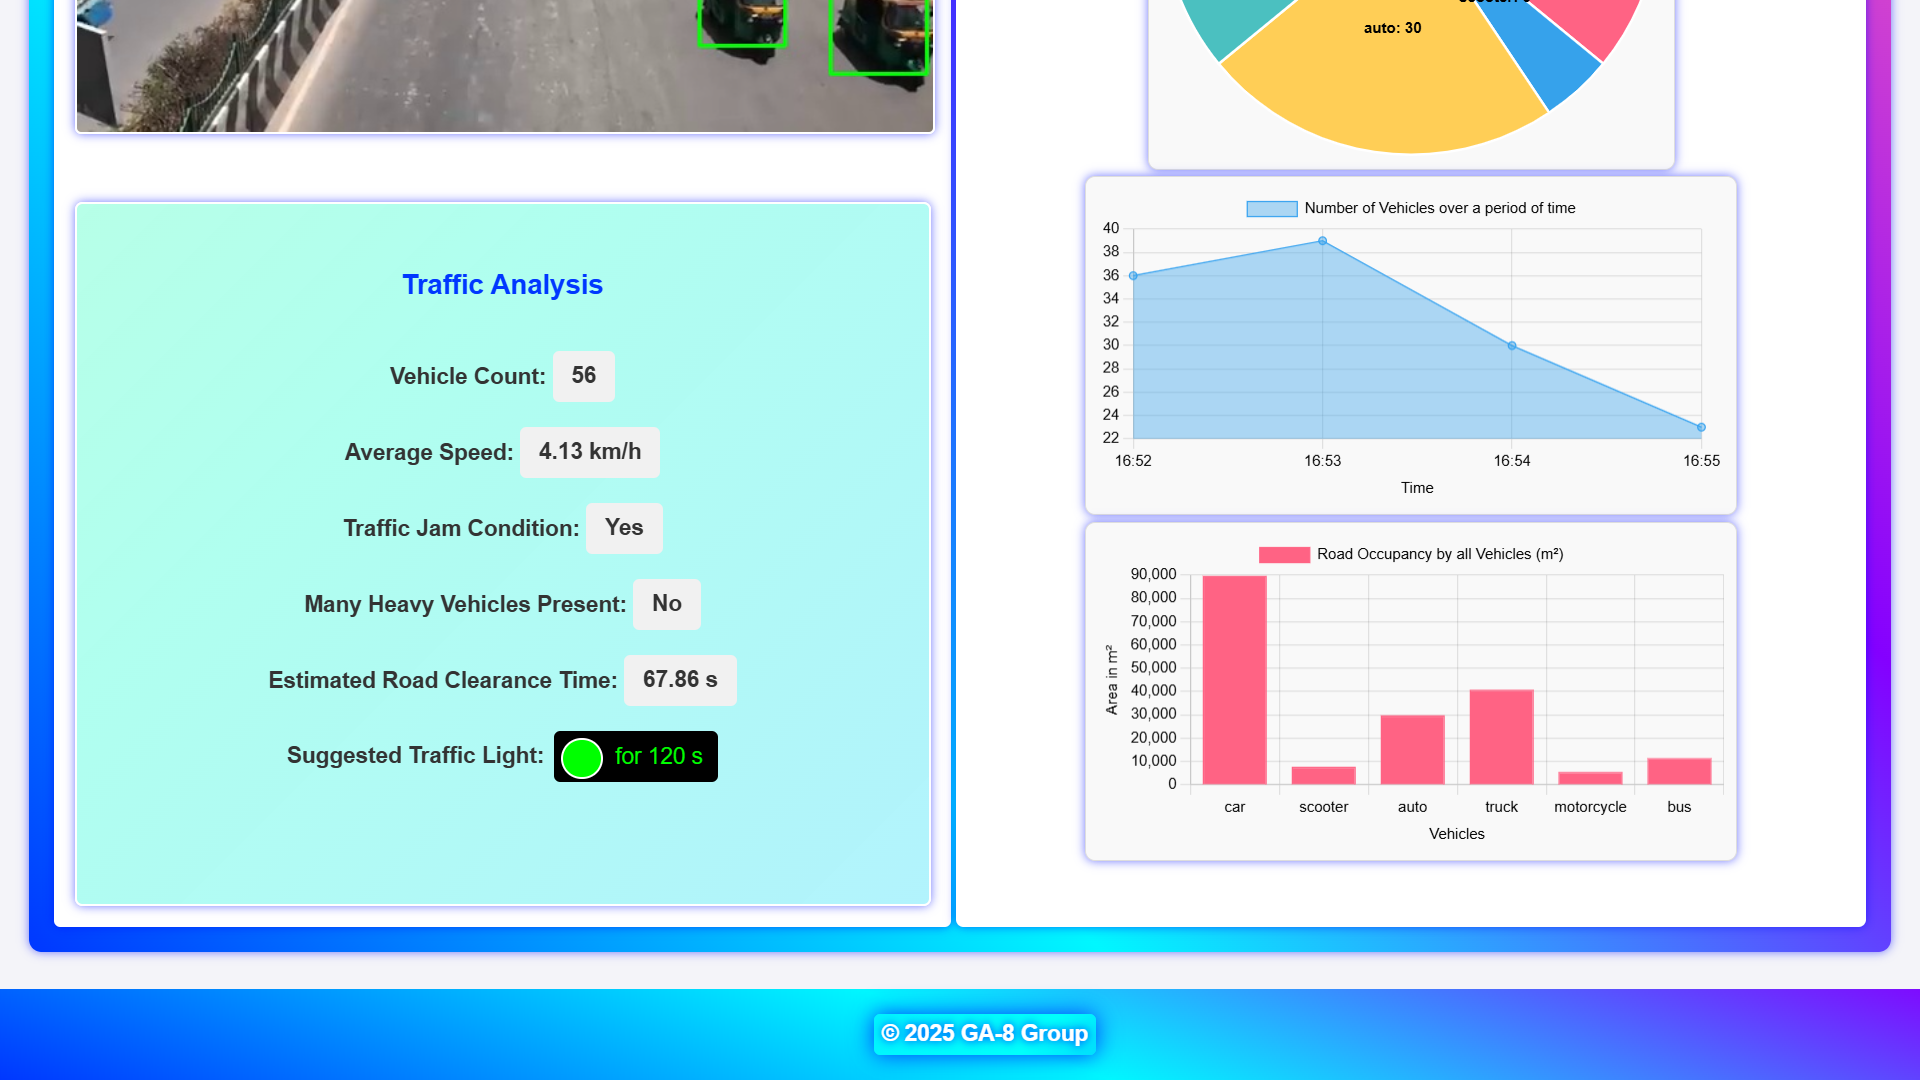 auto: 30
Traffic Analysis
Vehicle Count: 56
Average Speed: 4.13 km/h
Traffic Jam Condition: Yes
Many Heavy Vehicles Present: No
Estimated Road Clearance Time: 67.86 s
Suggested Traffic Light: for 120 s
Number of Vehicles over a period of time
40
38
36
34
32
30
28
26
24
22
16:52 16:53 16:54 16:55
Time
Road Occupancy by all Vehicles (m²)
Area in m²
90,000
80,000
70,000
60,000
50,000
40,000
30,000
20,000
10,000
0
car scooter auto truck motorcycle bus
Vehicles
© 2025 GA-8 Group